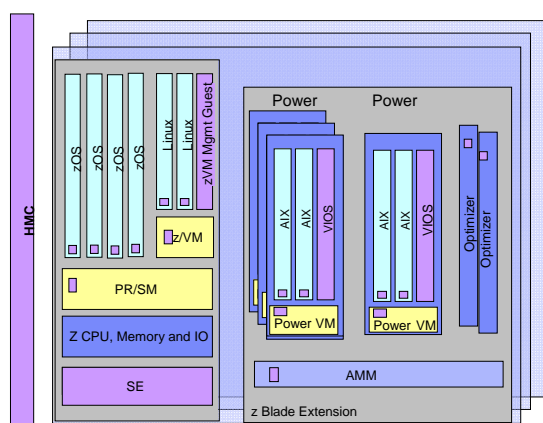 HMC
zOS
zOS
zOS
zOS
Linux
Linux
zVM Mgmt Guest
z/VM
PR/SM
Z CPU, Memory and IO
SE
Power
Power
AIX
AIX
VIOS
Power VM
AIX
AIX
VIOS
Power VM
Optimizer
Optimizer
AMM
z Blade Extension